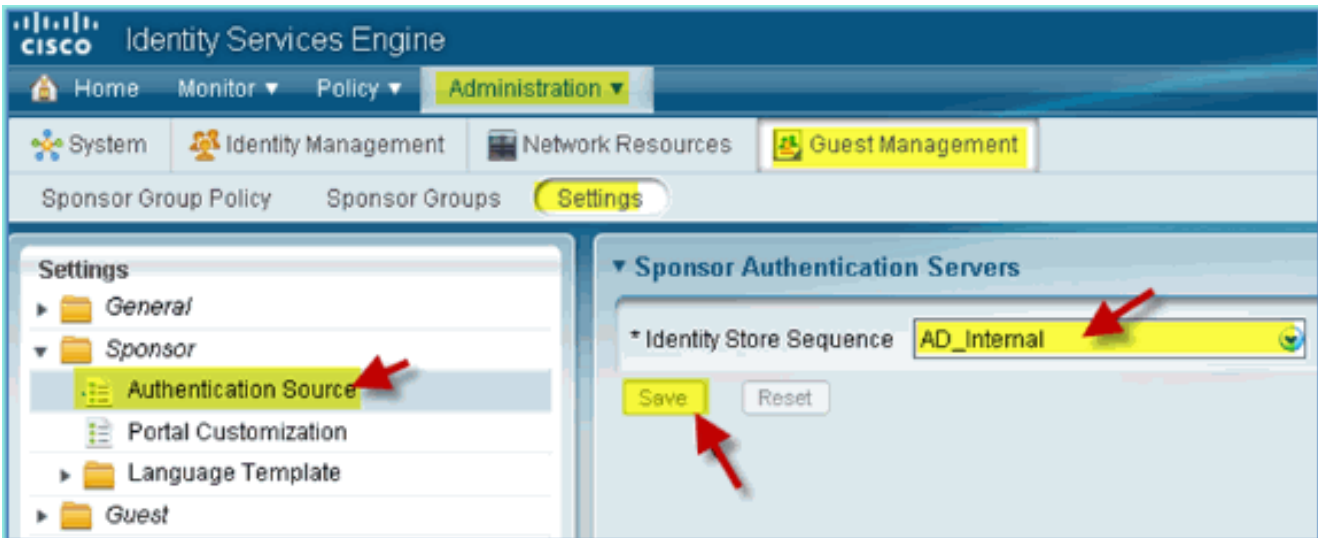 CISCO Identity Services Engine
Home Monitor Policy Administration
System Identity Management Network Resources Guest Management
Sponsor Group Policy Sponsor Groups Settings
Settings
General
Sponsor
Authentication Source
Portal Customization
Language Template
Guest
Sponsor Authentication Servers
* Identity Store Sequence AD_Internal
Save Reset